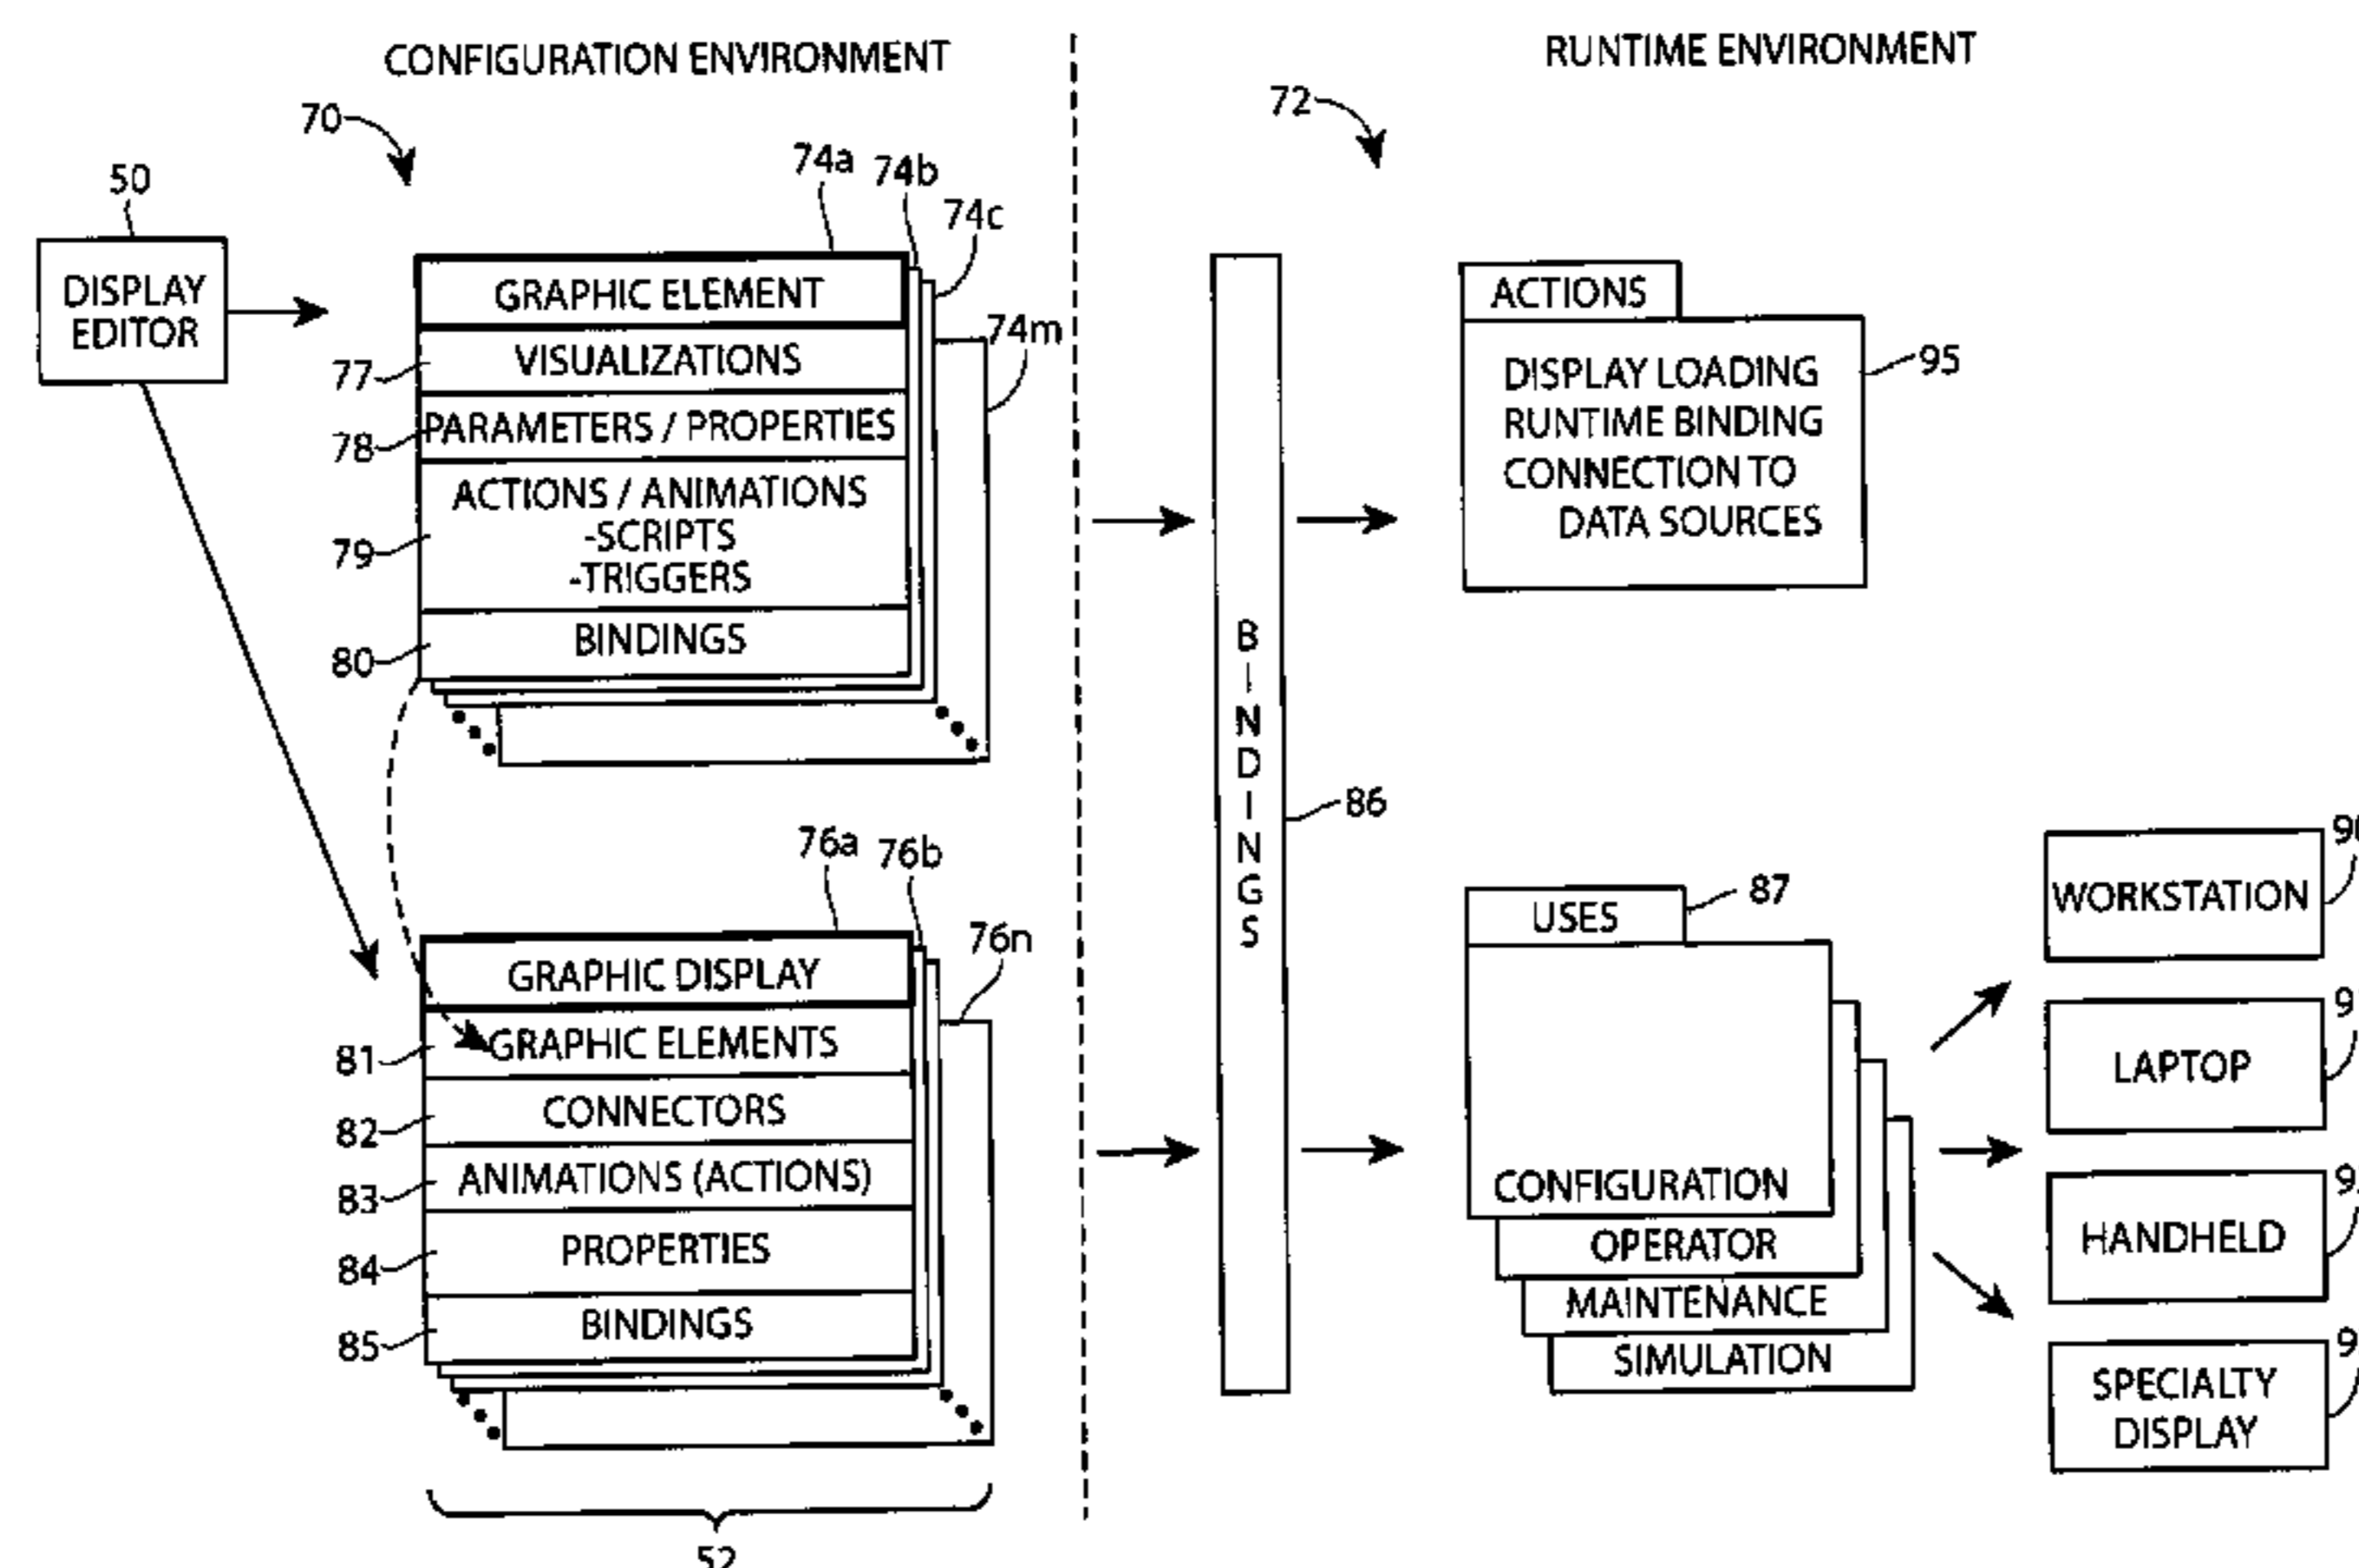 CONFIGURATION ENVIRONMENT
RUNTIME ENVIRONMENT
70
72
50
DISPLAY
EDITOR
74a
74b
74c
74m
GRAPHIC ELEMENT
VISUALIZATIONS
77
PARAMETERS / PROPERTIES
78
ACTIONS / ANIMATIONS
-SCRIPTS
-TRIGGERS
79
BINDINGS
80
76a
76b
76n
GRAPHIC DISPLAY
GRAPHIC ELEMENTS
81
CONNECTORS
82
ANIMATIONS (ACTIONS)
83
PROPERTIES
84
BINDINGS
85
52
BINDINGS
86
ACTIONS
DISPLAY LOADING
RUNTIME BINDING
CONNECTION TO
DATA SOURCES
95
USES
87
CONFIGURATION
OPERATOR
MAINTENANCE
SIMULATION
WORKSTATION
LAPTOP
HANDHELD
SPECIALTY
DISPLAY